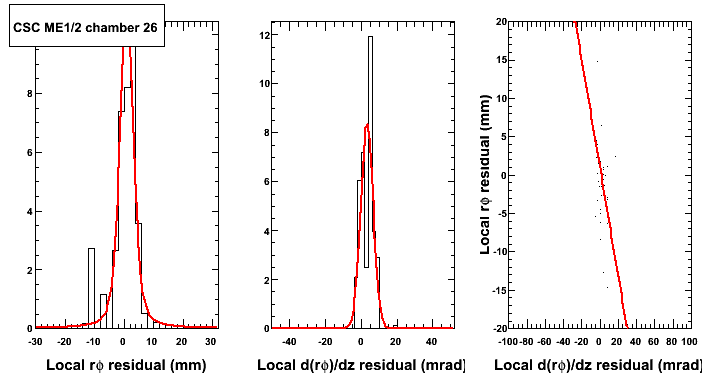 CSC ME1/2 chamber 26
8
6
4
2
0
-30 -20 -10 0 10 20 30
Local rϕ residual (mm)
12
10
8
6
4
2
0
-40 -20 0 20 40
Local d(rϕ)/dz residual (mrad)
Local rϕ residual (mm)
20
15
10
5
0
-5
-10
-15
-20
-100 -80 -60 -40 -20 0 20 40 60 80 100
Local d(rϕ)/dz residual (mrad)